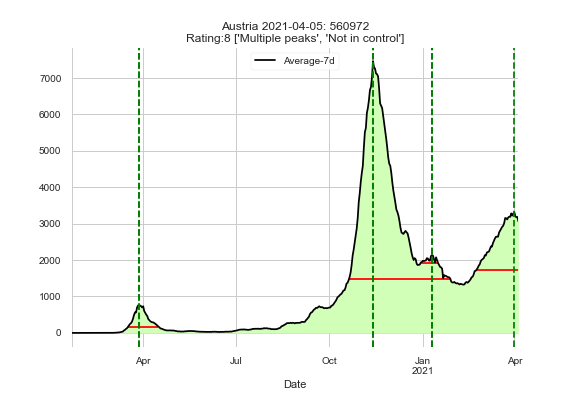 Austria 2021-04-05: 560972
Rating:8 ['Multiple peaks', 'Not in control']
Average-7d
7000
6000
5000
4000
3000
2000
1000
0
Apr Jul Oct Jan Apr
2021
Date